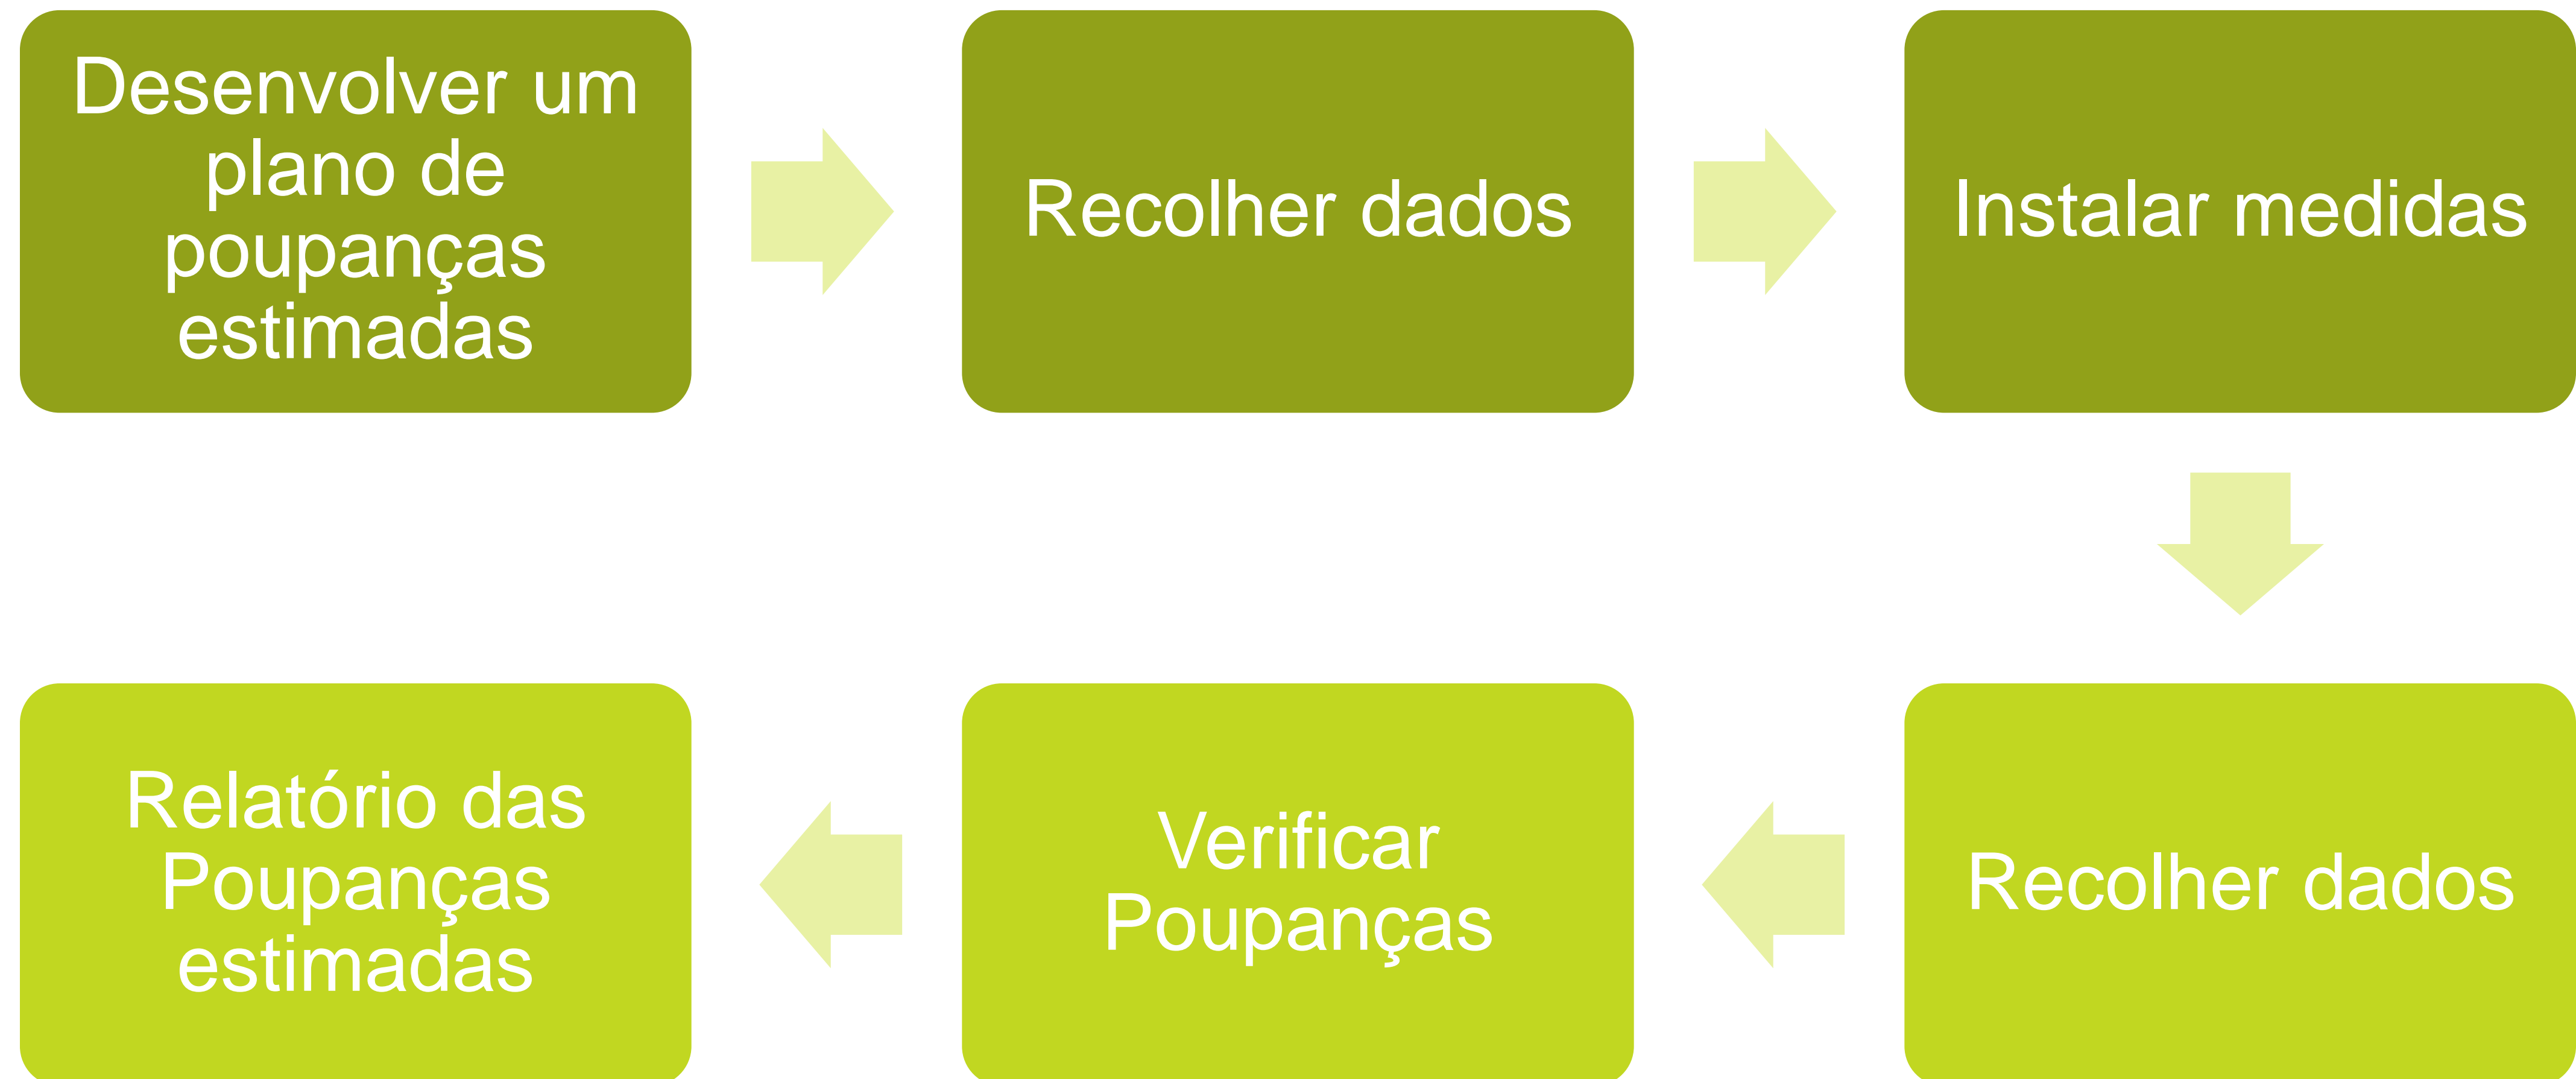 Desenvolver um
plano de
poupanças
estimadas
Recolher dados
Instalar medidas
Recolher dados
Verificar
Poupanças
Relatório das
Poupanças
estimadas